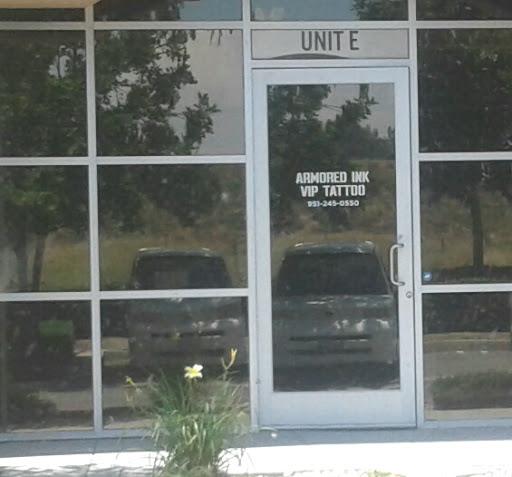 UNIT E
ARMORED INK
VIP TATTOO
951-245-0550